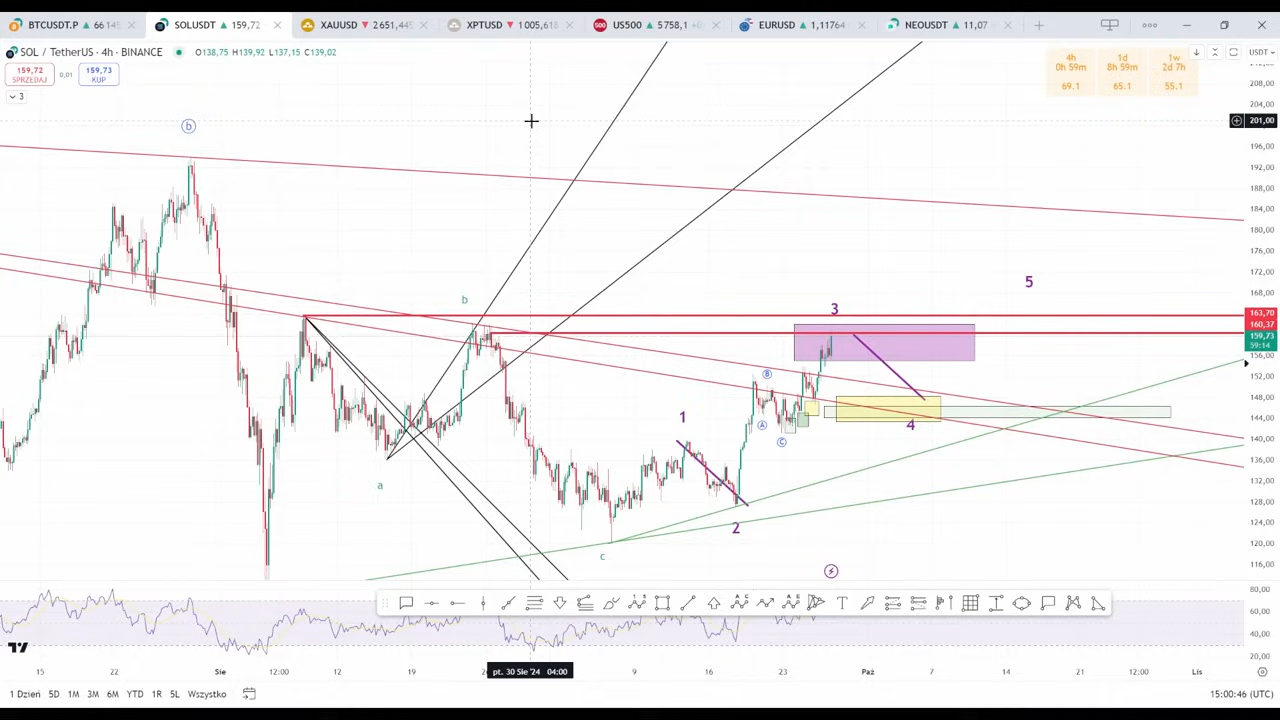 BTCUSDT.P ▲ 66 145
SOLUSDT ▲ 159,72
XAUUSD ▼ 2 651,445
XPTUSD ▼ 1 005,618
500 US500 ▲ 5 758,1
EURUSD ▲ 1,11764
NEOUSDT ▲ 11,07
SOL / TetherUS · 4h · BINANCE O138,75 H139,92 L137,15 C139,02
159,72 SPRZEDAJ 0,01 159,73 KUP
3
4h 1d 1w
0h 59m 8h 59m 2d 7h
69.1 65.1 55.1
USDT
208,00
204,00
201,00
196,00
192,00
188,00
184,00
180,00
176,00
172,00
168,00
163,70
160,37
159,73
59:14
156,00
152,00
148,00
144,00
140,00
136,00
132,00
128,00
124,00
120,00
116,00
b
b
5
3
B
1
A
4
C
a
2
c
80,00
60,00
40,00
20,00
15 22 Sie 12:00 12 19 pt. 30 Sie '24 04:00 9 16 23 Paź 7 14 21 12:00 Lis
1 Dzień 5D 1M 3M 6M YTD 1R 5L Wszystko
15:00:46 (UTC)